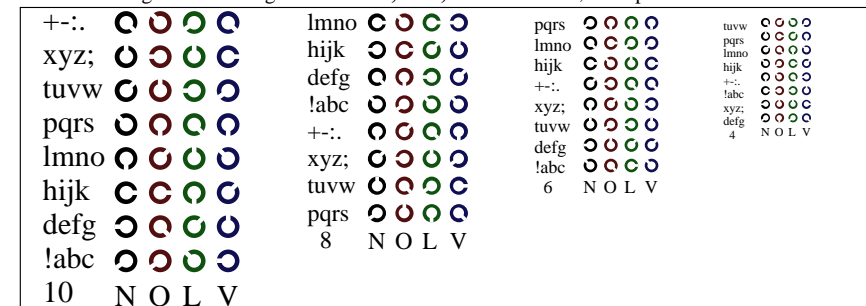 +-:.
xyz;
tuvw
pqrs
lmno
hijk
defg
!abc
10 N O L V
lmno
hijk
defg
!abc
+-:.
xyz;
tuvw
pqrs
8 N O L V
pqrs
lmno
hijk
+-:.
xyz;
tuvw
defg
!abc
6 N O L V
tuvw
pqrs
lmno
hijk
+-:.
!abc
xyz;
defg
4 N O L V